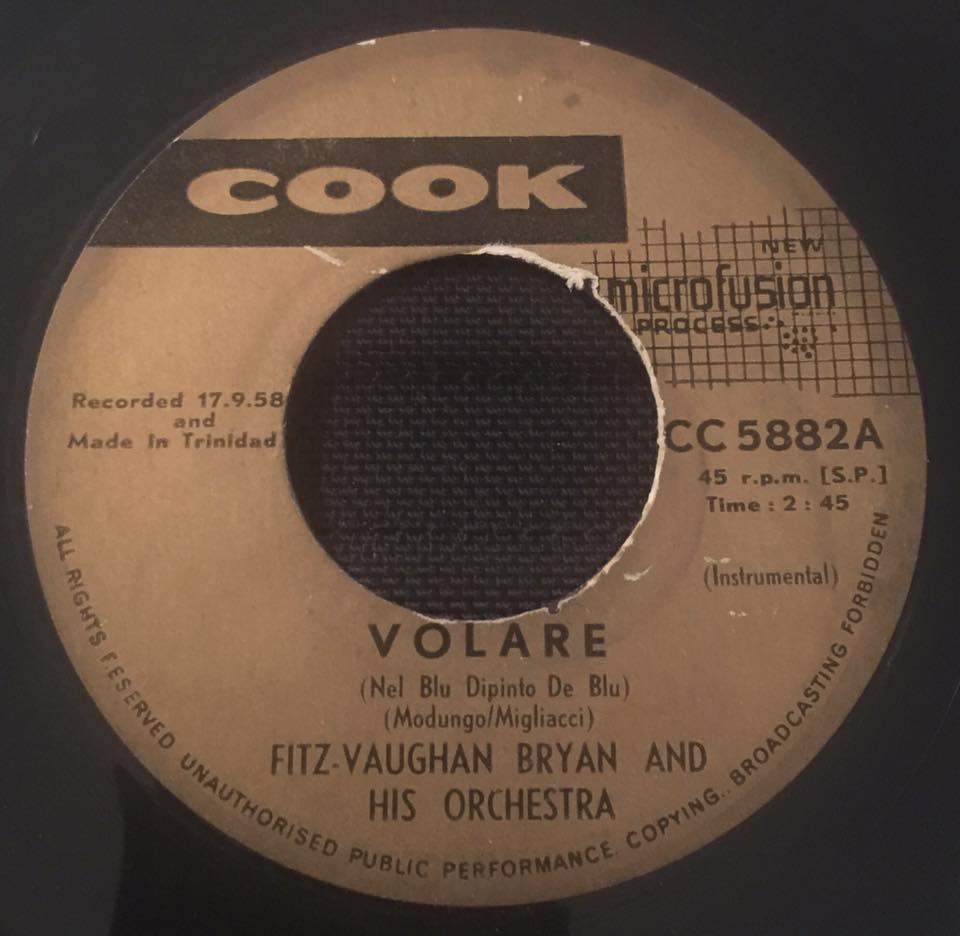 COOK
NEW
microfusion
PROCESS
Recorded 17.9.58
and
Made in Trinidad
CC 5882A
45 r.p.m. [S.P.]
Time : 2 : 45
(Instrumental)
VOLARE
(Nel Blu Dipinto De Blu)
(Modungo/Migliacci)
FITZ-VAUGHAN BRYAN AND
HIS ORCHESTRA
ALL RIGHTS RESERVED UNAUTHORISED PUBLIC PERFORMANCE. COPYING.. BROADCASTING FORBIDDEN